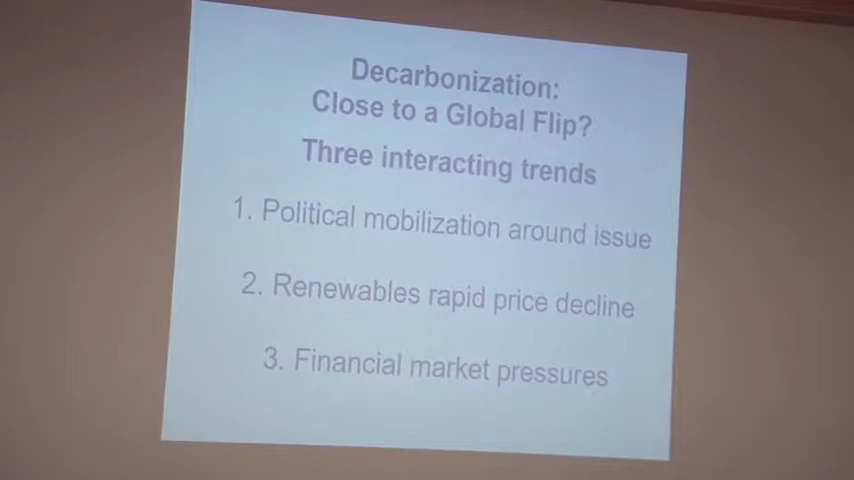 Decarbonization:
Close to a Global Flip?
Three interacting trends
1. Political mobilization around issue
2. Renewables rapid price decline
3. Financial market pressures